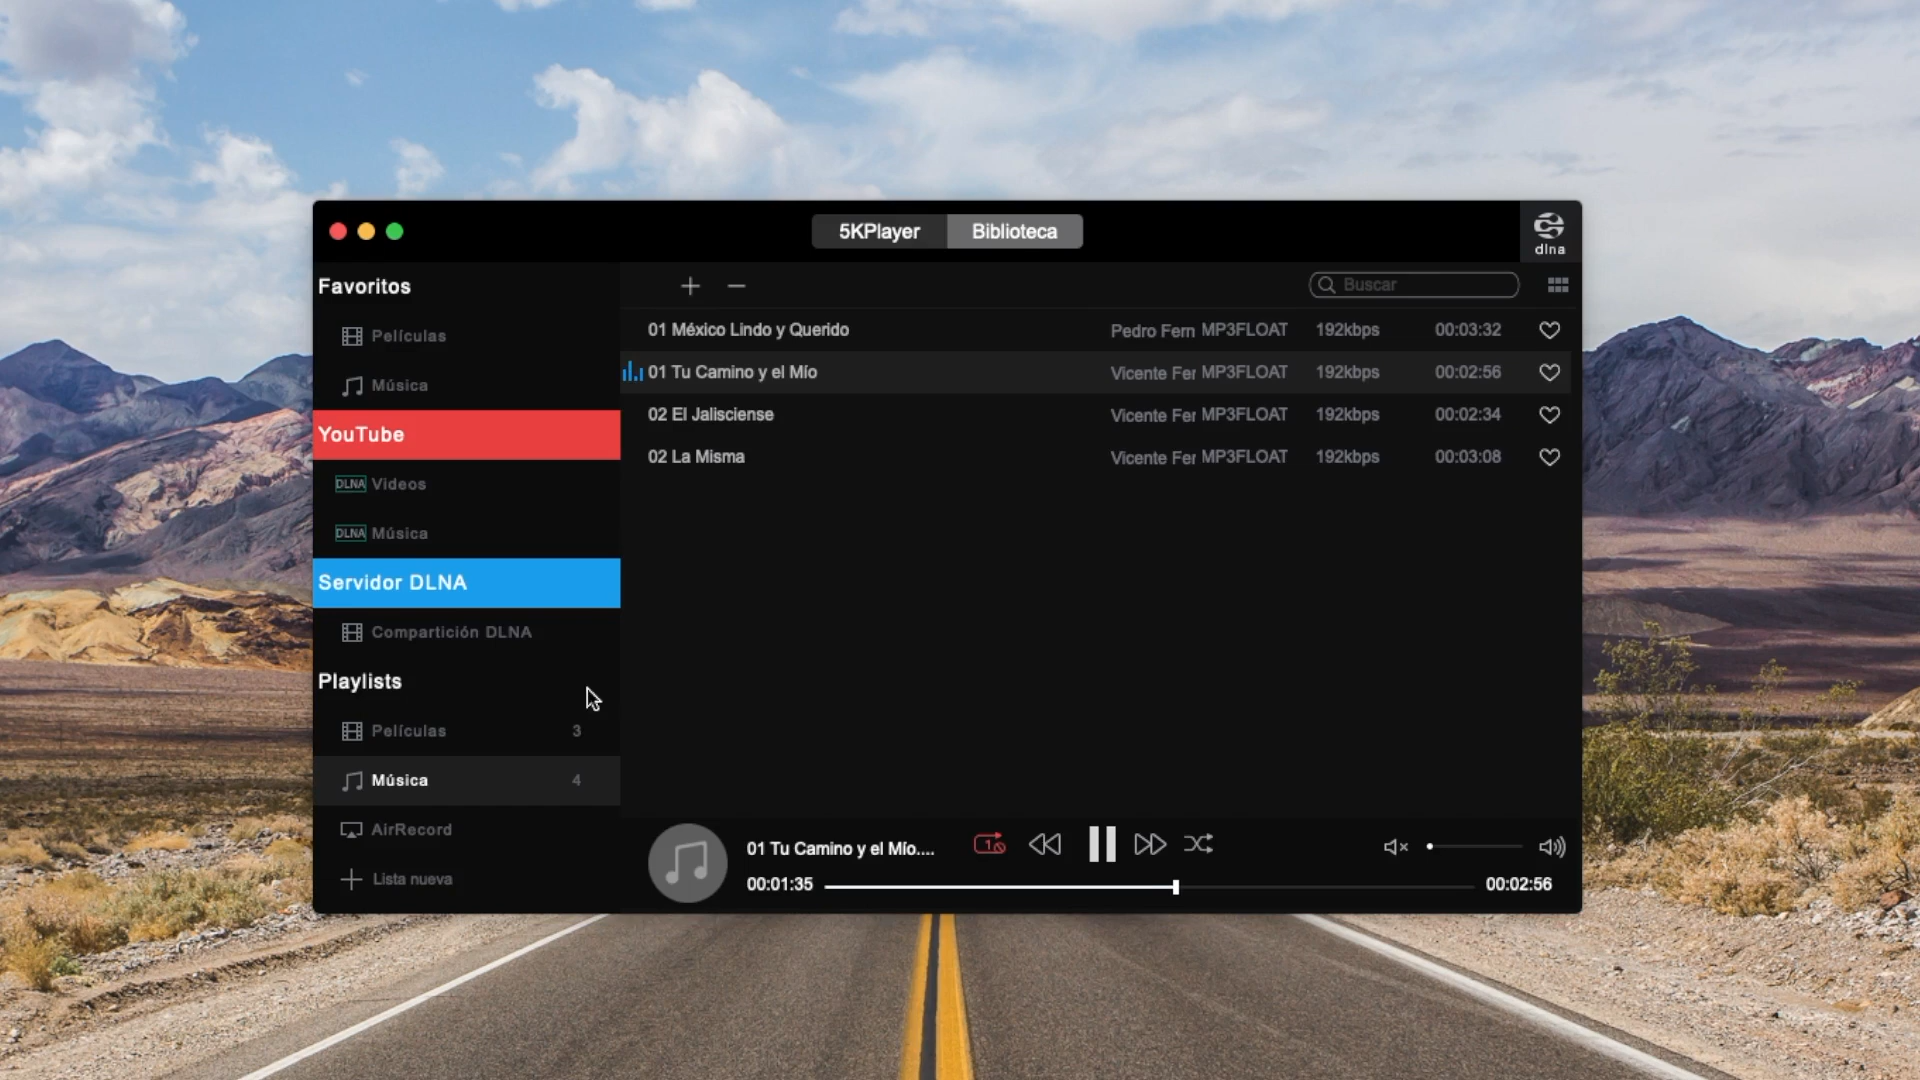 5KPlayer
Biblioteca
dlna
Favoritos
Películas
Música
YouTube
DLNA Videos
DLNA Música
Servidor DLNA
Compartición DLNA
Playlists
Películas 3
Música 4
AirRecord
Lista nueva
Buscar
01 México Lindo y Querido Pedro Fern MP3FLOAT 192kbps 00:03:32
01 Tu Camino y el Mío Vicente Fer MP3FLOAT 192kbps 00:02:56
02 El Jalisciense Vicente Fer MP3FLOAT 192kbps 00:02:34
02 La Misma Vicente Fer MP3FLOAT 192kbps 00:03:08
01 Tu Camino y el Mío....
1
00:01:35
00:02:56